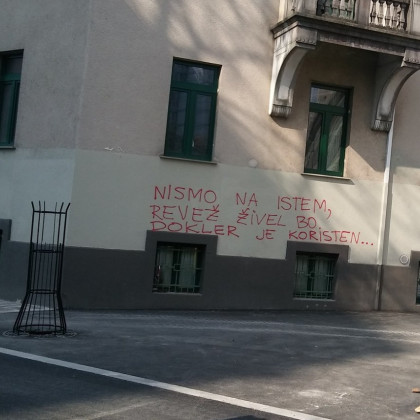 NISMO NA ISTEM,
REVEŽ ŽIVEL BO
DOKLER JE KORISTEN...